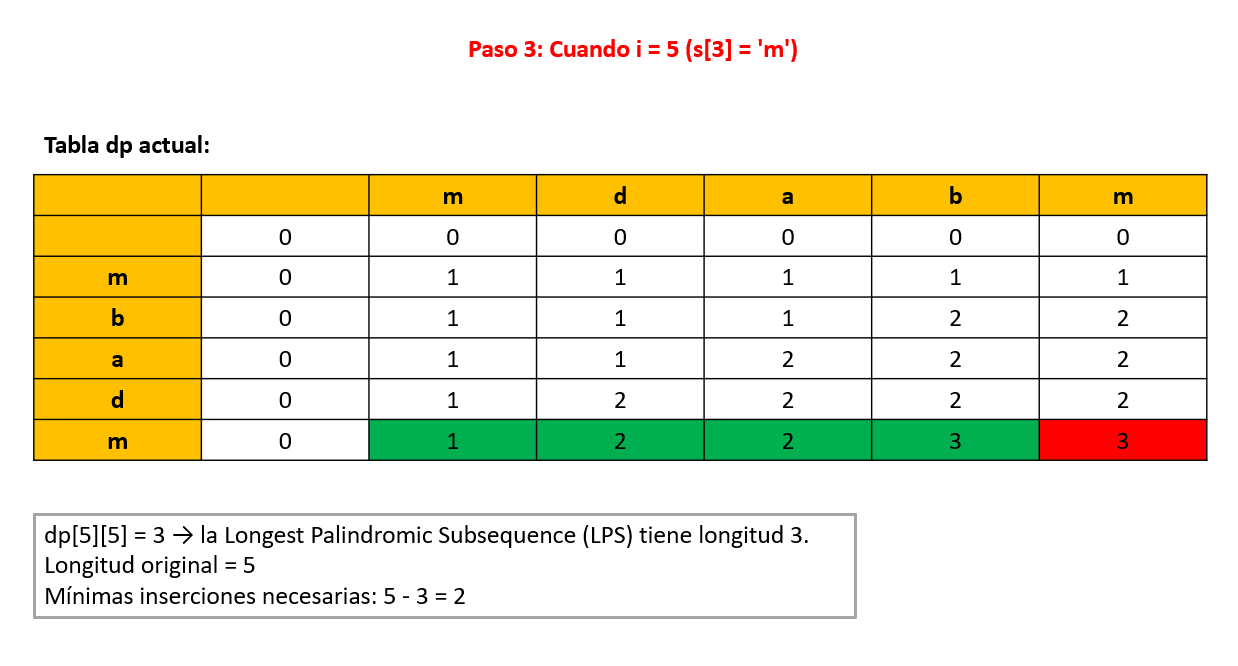 Paso 3: Cuando i = 5 (s[3] = 'm')
Tabla dp actual:
m d a b m
0 0 0 0 0 0
m 0 1 1 1 1 1
b 0 1 1 1 2 2
a 0 1 1 2 2 2
d 0 1 2 2 2 2
m 0 1 2 2 3 3
dp[5][5] = 3 → la Longest Palindromic Subsequence (LPS) tiene longitud 3.
Longitud original = 5
Mínimas inserciones necesarias: 5 - 3 = 2